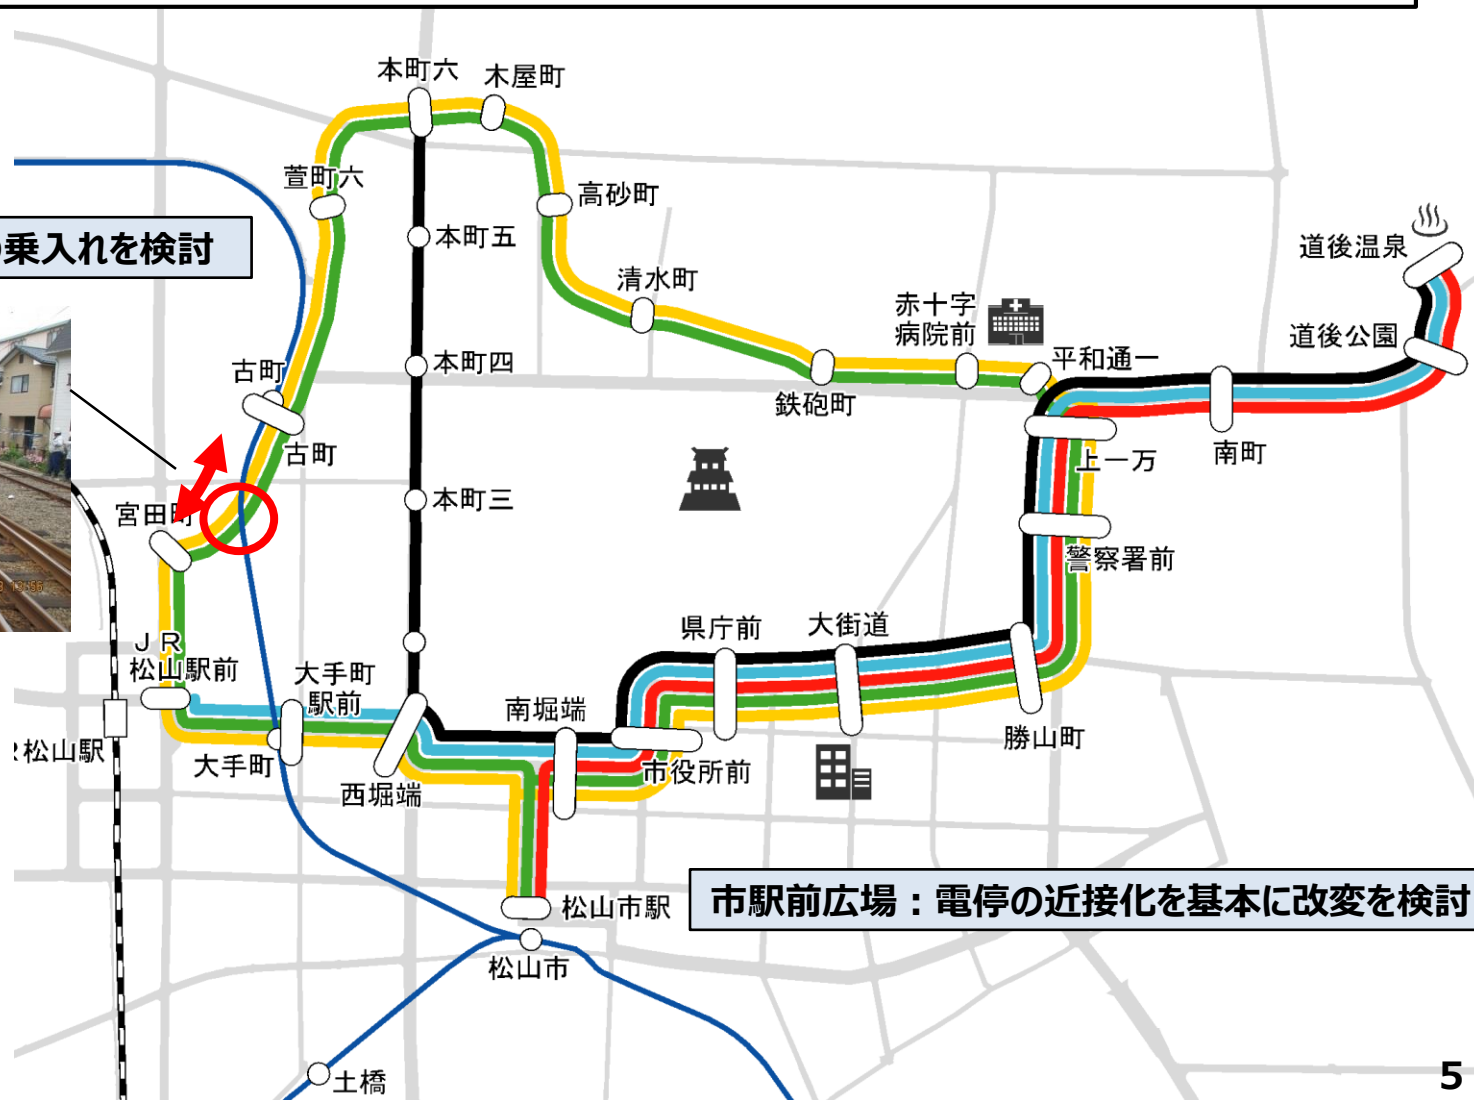 本町六
木屋町
萱町六
高砂町
乗入れを検討
本町五
道後温泉
清水町
赤十字
病院前
道後公園
平和通一
本町四
古町
鉄砲町
古町
上一万
南町
本町三
宮田町
警察署前
県庁前
大街道
ＪＲ
松山駅前
大手町
駅前
南堀端
勝山町
松山駅
大手町
市役所前
西堀端
松山市駅
市駅前広場：電停の近接化を基本に改変を検討
松山市
土橋
5